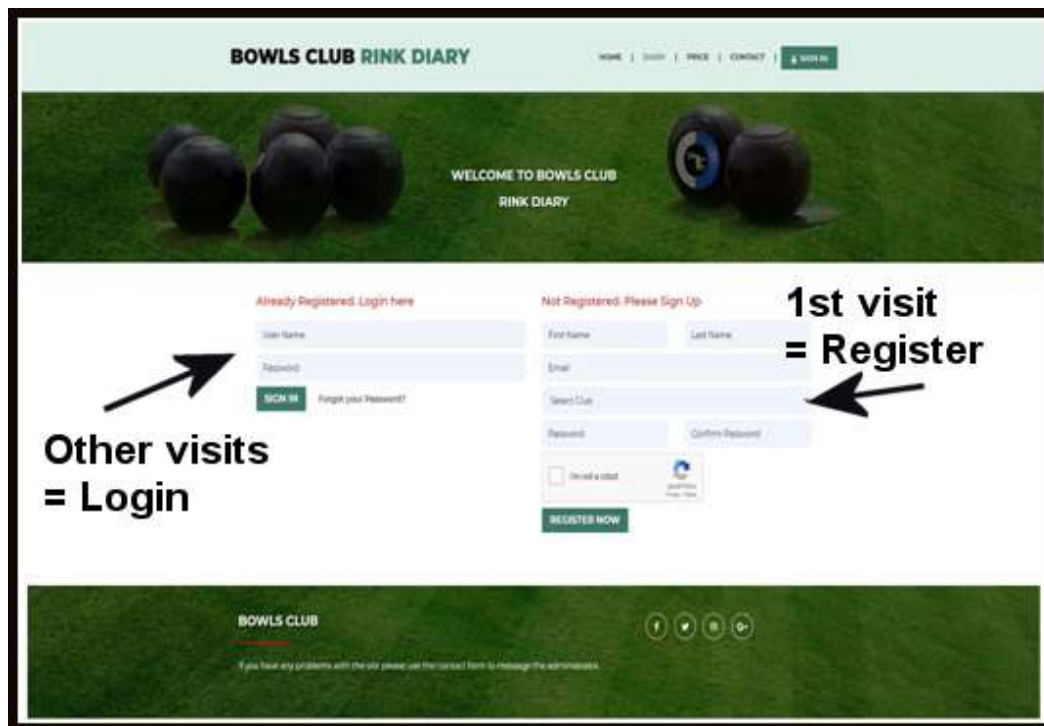 BOWLS CLUB RINK DIARY
HOME | DIARY | PRICE | CONTACT | SIGN IN
WELCOME TO BOWLS CLUB
RINK DIARY
Already Registered. Login here
User Name
Password
SIGN IN Forgot your Password?
Other visits
= Login
Not Registered. Please Sign Up
First Name Last Name
Email
Select Club
Password Confirm Password
I'm not a robot
REGISTER NOW
1st visit
= Register
BOWLS CLUB
If you have any problems with the site please use the contact form to message the administrator.